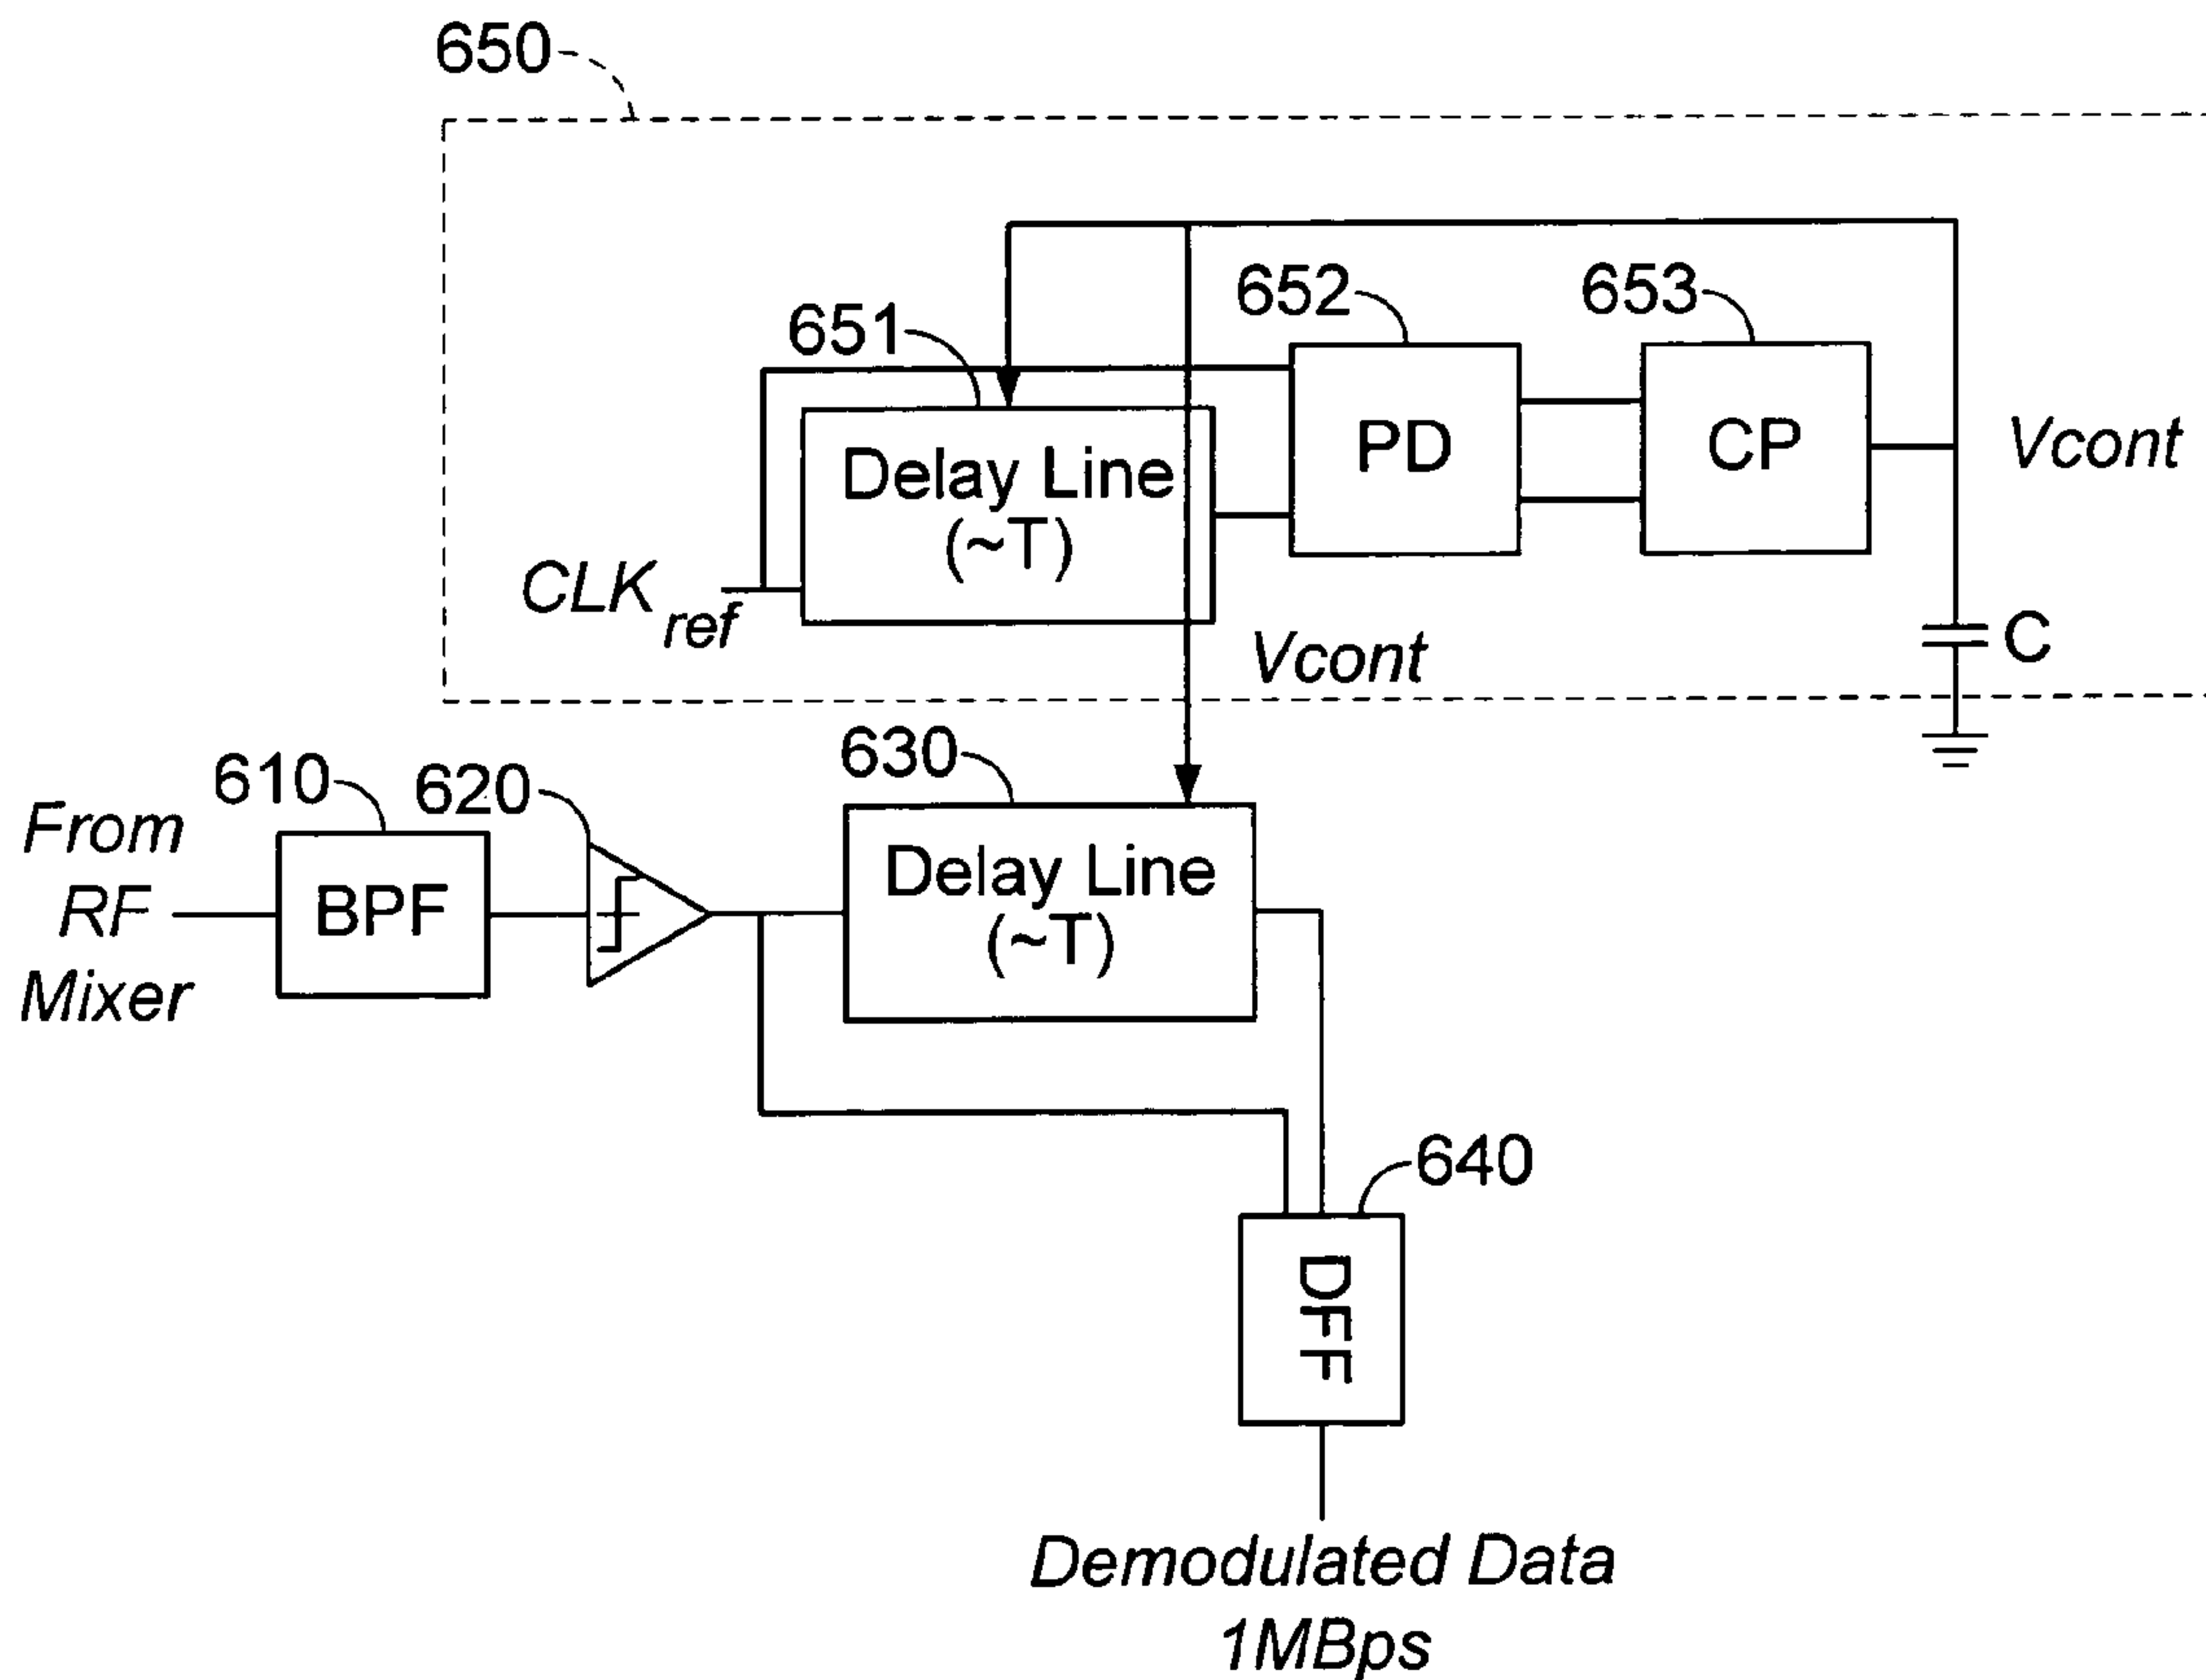 650
652
653
651
PD
CP
Vcont
Delay Line
(~T)
CLK ref
C
Vcont
630
610
620
From
RF
Mixer
BPF
Delay Line
(~T)
640
DFF
Demodulated Data
1MBps